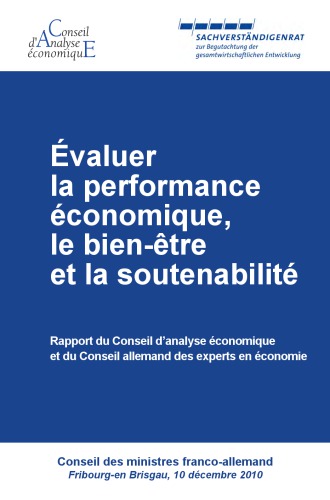 Conseil
d'Analyse
économiquE
SACHVERSTÄNDIGENRAT
zur Begutachtung der
gesamtwirtschaftlichen Entwicklung
Évaluer
la performance
économique,
le bien-être
et la soutenabilité
Rapport du Conseil d'analyse économique
et du Conseil allemand des experts en économie
Conseil des ministres franco-allemand
Fribourg-en Brisgau, 10 décembre 2010